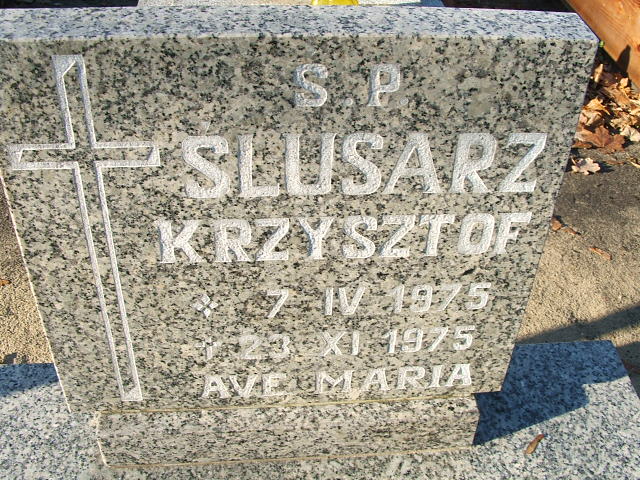 Ś.P.
ŚLUSARZ
KRZYSZTOF
7 IV 1975
23 XI 1975
AVE MARIA